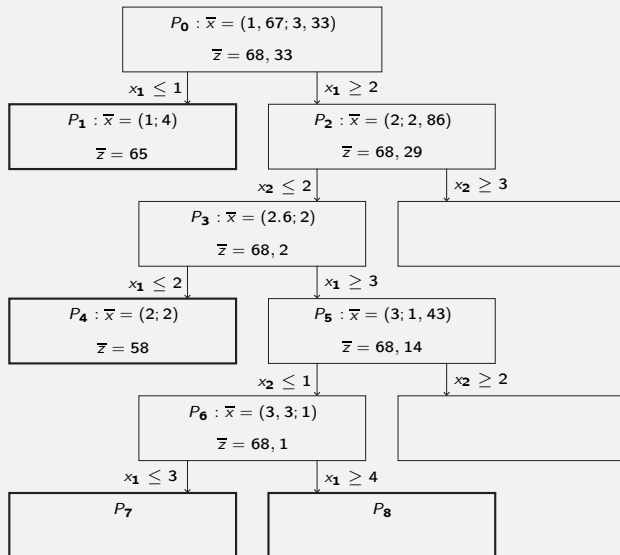 P₀ : x̄ = (1, 67; 3, 33)
z̄ = 68, 33
x₁ ≤ 1
x₁ ≥ 2
P₁ : x̄ = (1; 4)
z̄ = 65
P₂ : x̄ = (2; 2, 86)
z̄ = 68, 29
x₂ ≤ 2
x₂ ≥ 3
P₃ : x̄ = (2.6; 2)
z̄ = 68, 2
x₁ ≤ 2
x₁ ≥ 3
P₄ : x̄ = (2; 2)
z̄ = 58
P₅ : x̄ = (3; 1, 43)
z̄ = 68, 14
x₂ ≤ 1
x₂ ≥ 2
P₆ : x̄ = (3, 3; 1)
z̄ = 68, 1
x₁ ≤ 3
x₁ ≥ 4
P₇
P₈